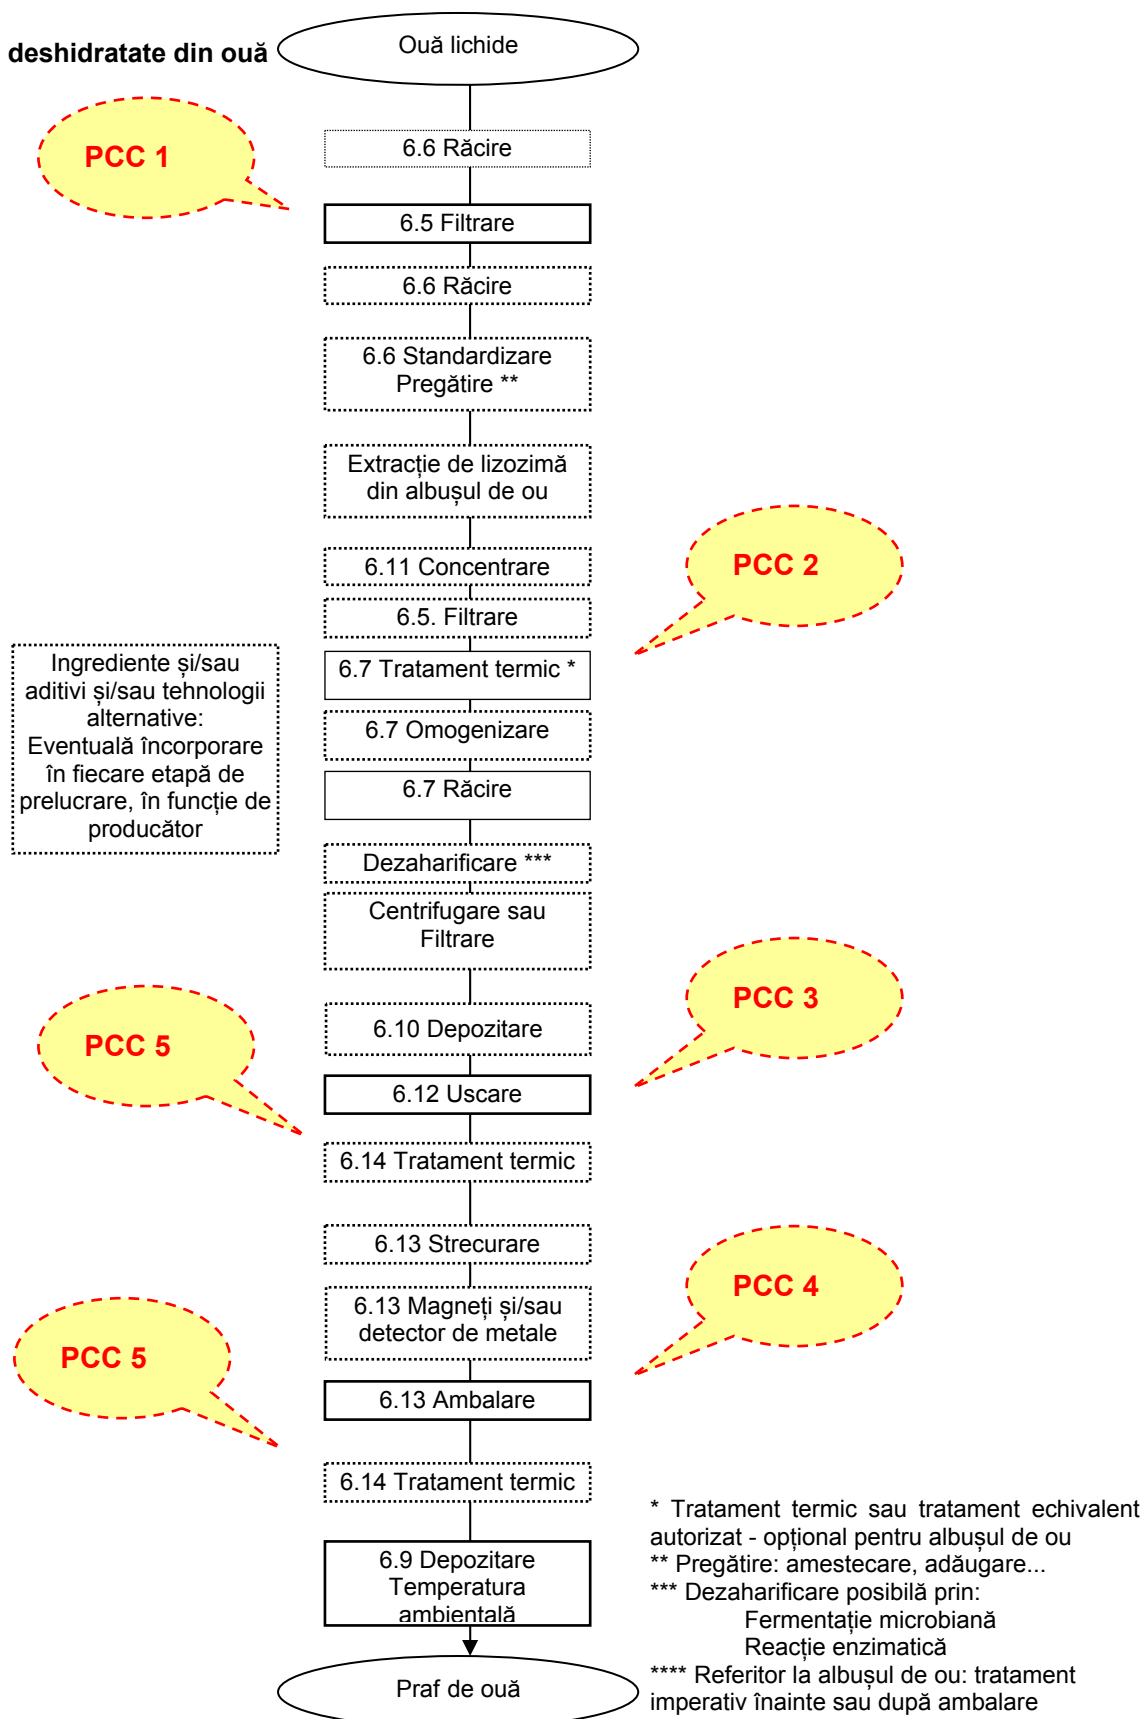 deshidratate din ouă
Ouă lichide
6.6 Răcire
PCC 1
6.5 Filtrare
6.6 Răcire
6.6 Standardizare
Pregătire **
Extracție de lizozimă
din albușul de ou
6.11 Concentrare
PCC 2
6.5. Filtrare
6.7 Tratament termic *
Ingrediente și/sau
aditivi și/sau tehnologii
alternative:
Eventuală încorporare
în fiecare etapă de
prelucrare, în funcție de
producător
6.7 Omogenizare
6.7 Răcire
Dezaharificare ***
Centrifugare sau
Filtrare
PCC 3
6.10 Depozitare
PCC 5
6.12 Uscare
6.14 Tratament termic
6.13 Strecurare
PCC 4
6.13 Magneți și/sau
detector de metale
PCC 5
6.13 Ambalare
6.14 Tratament termic
6.9 Depozitare
Temperatura
ambientală
Praf de ouă
* Tratament termic sau tratament echivalent
autorizat - opțional pentru albușul de ou
** Pregătire: amestecare, adăugare...
*** Dezaharificare posibilă prin:
Fermentație microbiană
Reacție enzimatică
**** Referitor la albușul de ou: tratament
imperativ înainte sau după ambalare